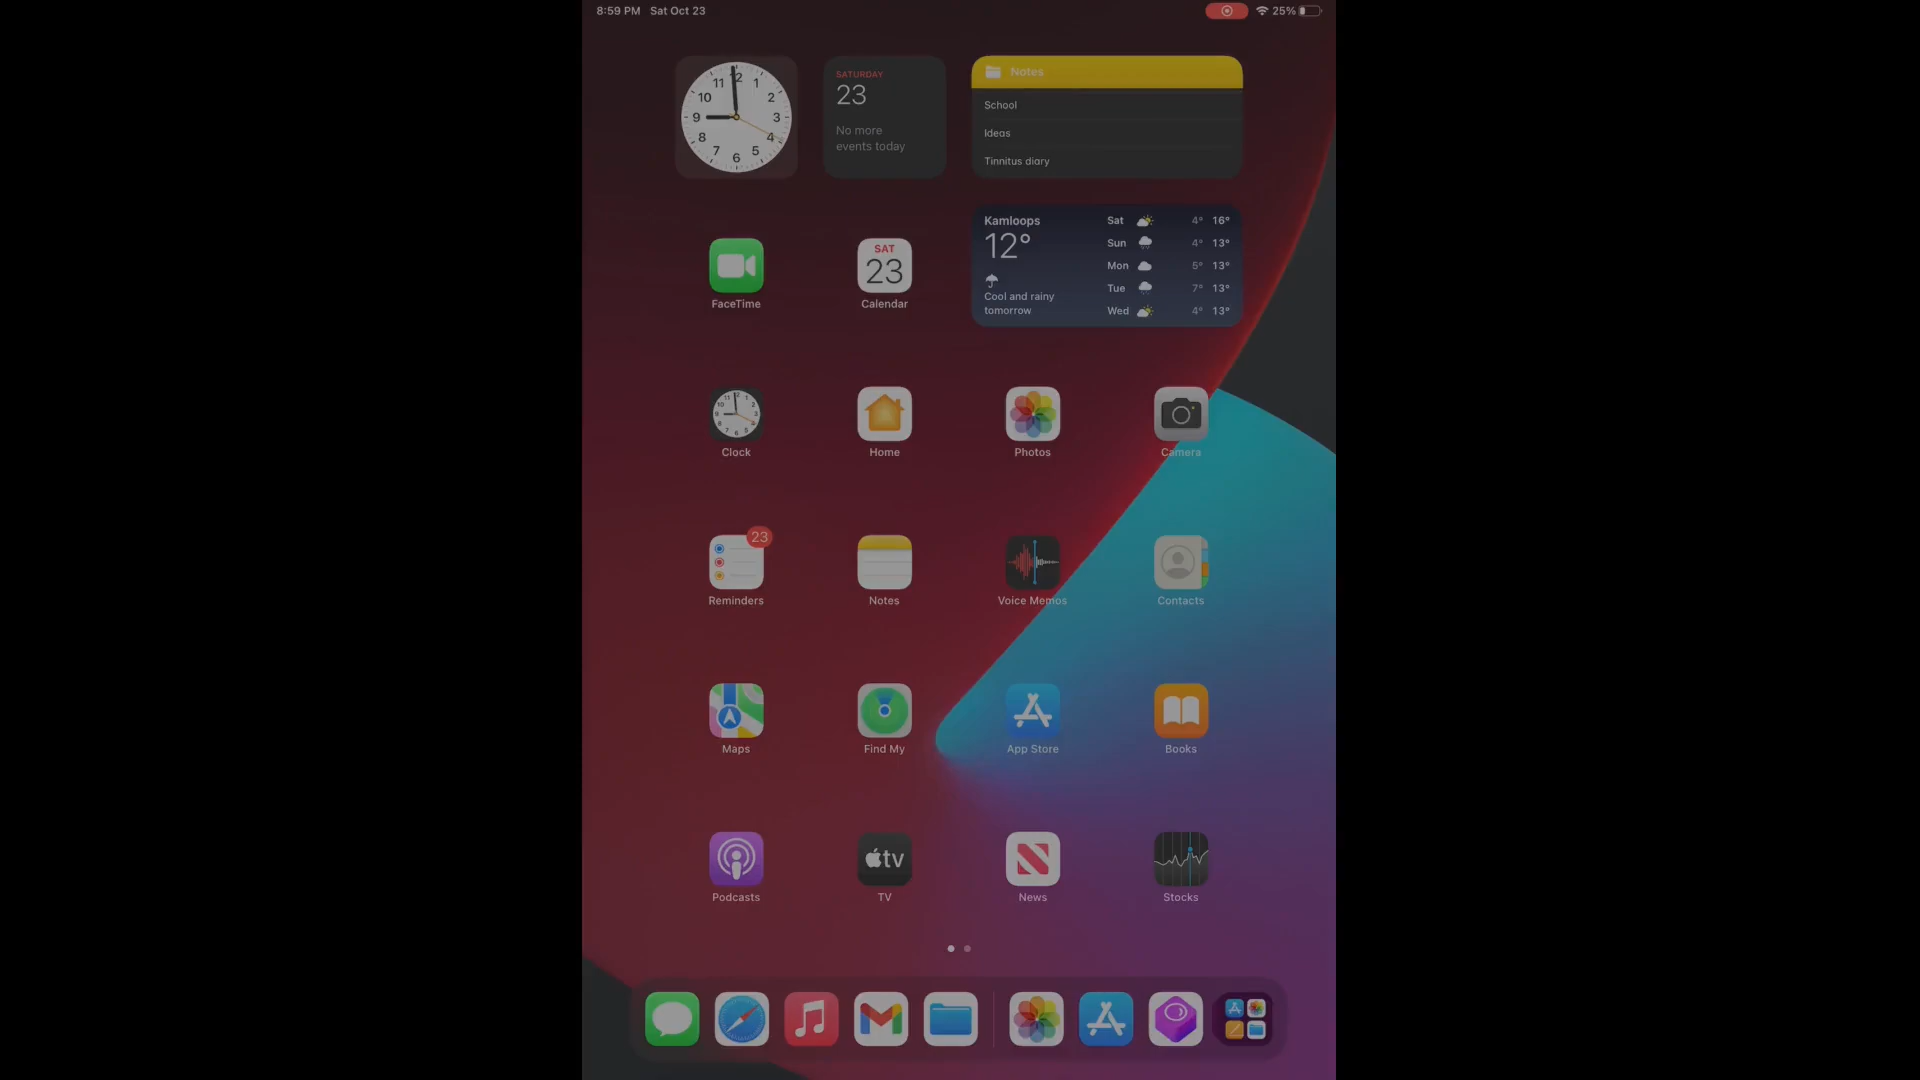 8:59 PM Sat Oct 23
25%
11 12 1
10 2
9 3
8 4
7 6 5
SATURDAY
23
No more
events today
Notes
School
Ideas
Tinnitus diary
Kamloops
12°
Cool and rainy
tomorrow
Sat 4° 16°
Sun 4° 13°
Mon 5° 13°
Tue 7° 13°
Wed 4° 13°
FaceTime
SAT
23
Calendar
Clock
Home
Photos
Camera
23
Reminders
Notes
Voice Memos
Contacts
Maps
Find My
App Store
Books
Podcasts
tv
TV
News
Stocks